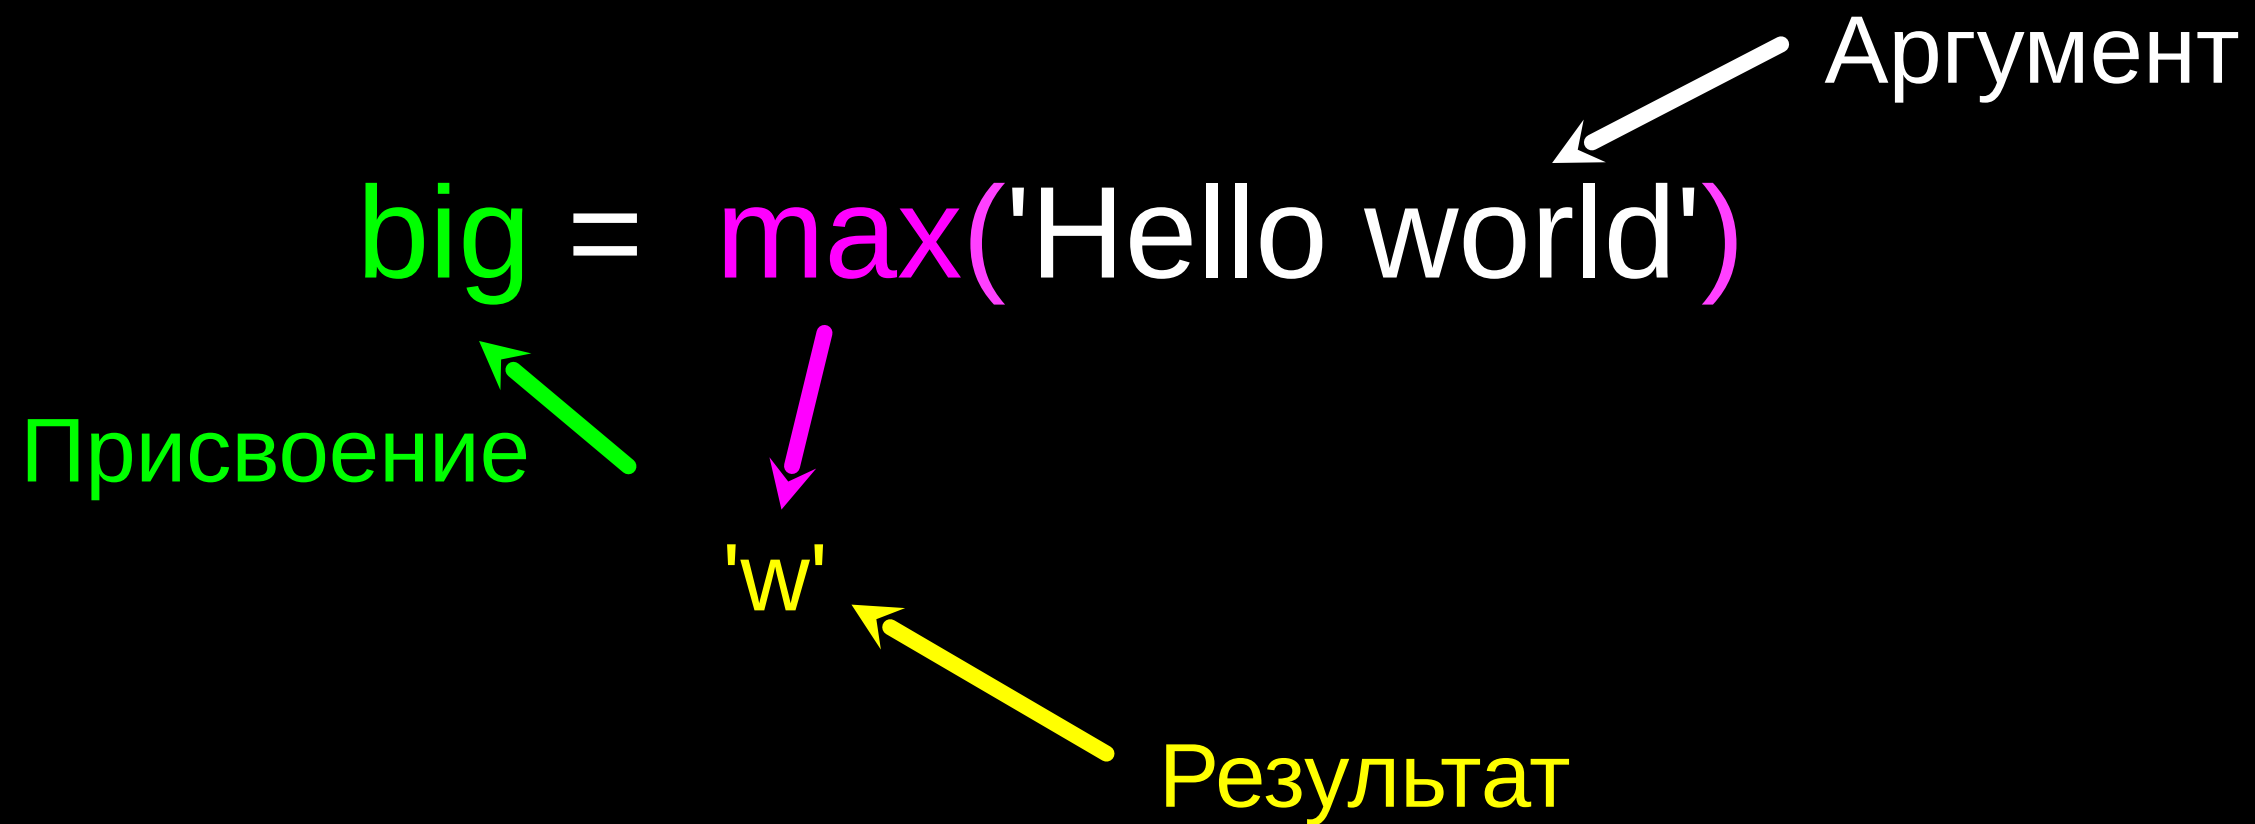 Аргумент
big = max('Hello world')
Присвоение
'w'
Результат